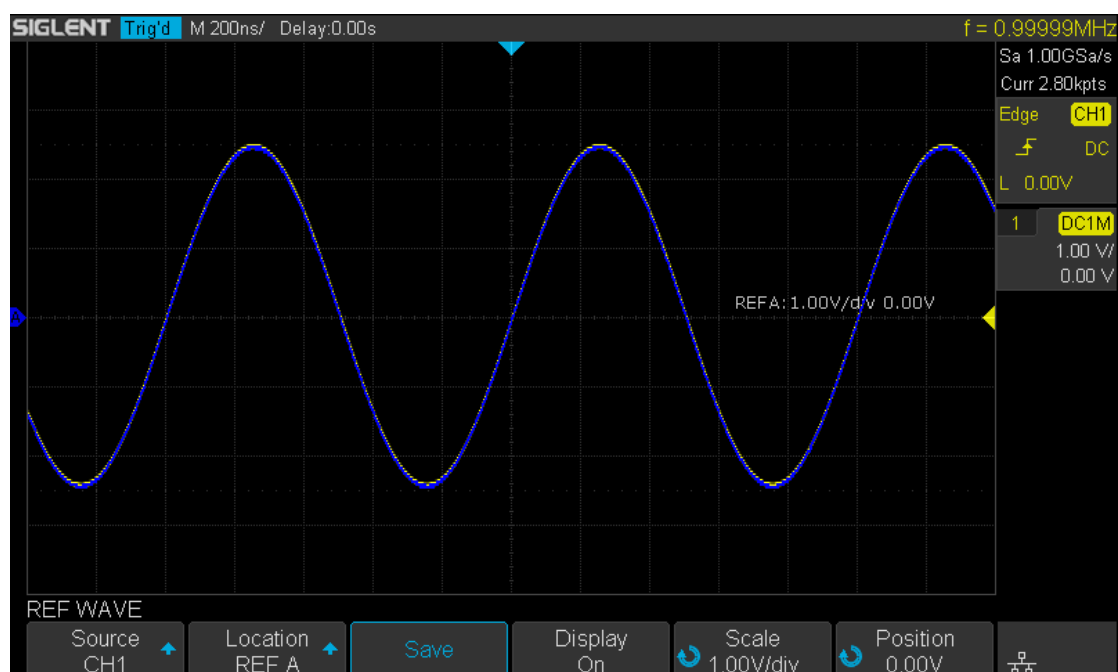 SIGLENT Trig'd M 200ns/ Delay:0.00s f = 0.99999MHz
Sa 1.00GSa/s
Curr 2.80kpts
Edge CH1
DC
L 0.00V
1 DC1M
1.00 V/
0.00 V
REFA:1.00V/div 0.00V
A
REF WAVE
Source CH1
Location REF A
Save
Display On
Scale 1.00V/div
Position 0.00V